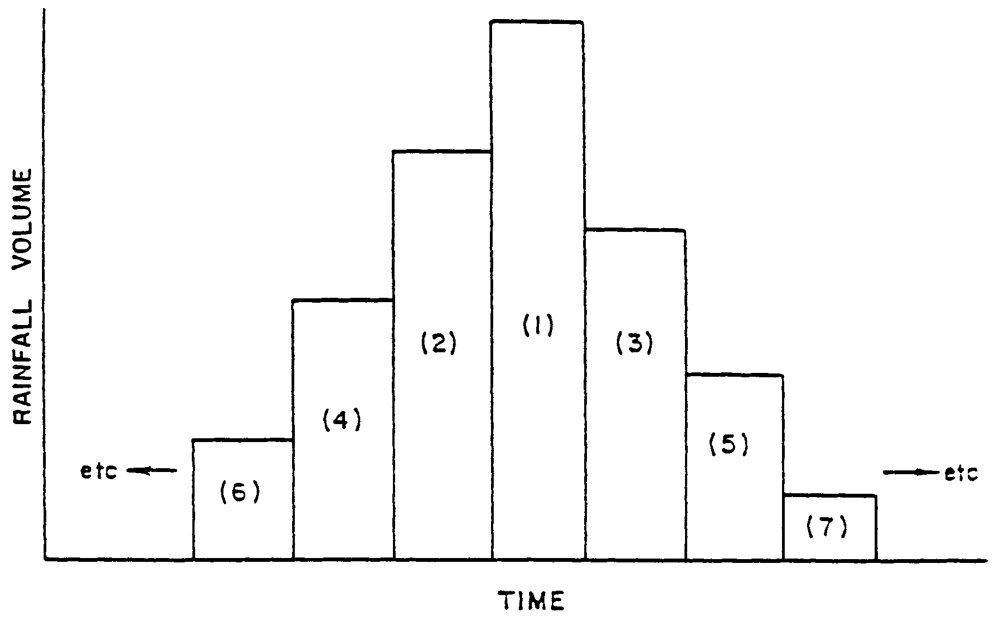 RAINFALL VOLUME
(1)
(2)
(3)
(4)
(5)
(6)
(7)
etc
etc
TIME